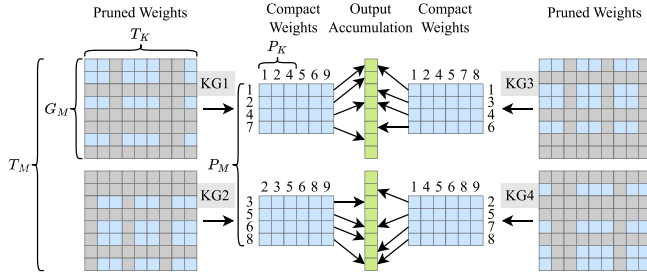 Pruned Weights
Compact Weights
Output Accumulation
Compact Weights
Pruned Weights
T_K
P_K
1 2 4 5 6 9
1 2 4 5 7 8
G_M
T_M
P_M
KG1
1
2
4
7
1
3
4
6
KG3
KG2
2 3 5 6 8 9
3
5
6
8
1 4 5 6 8 9
2
5
7
8
KG4